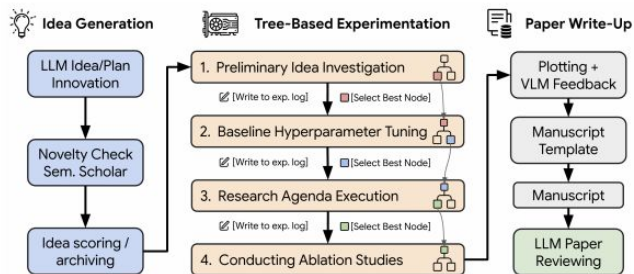 Idea Generation
LLM Idea/Plan
Innovation
Novelty Check
Sem. Scholar
Idea scoring /
archiving
Tree-Based Experimentation
1. Preliminary Idea Investigation
[Write to exp. log] [Select Best Node]
2. Baseline Hyperparameter Tuning
[Write to exp. log] [Select Best Node]
3. Research Agenda Execution
[Write to exp. log] [Select Best Node]
4. Conducting Ablation Studies
Paper Write-Up
Plotting +
VLM Feedback
Manuscript
Template
Manuscript
LLM Paper
Reviewing